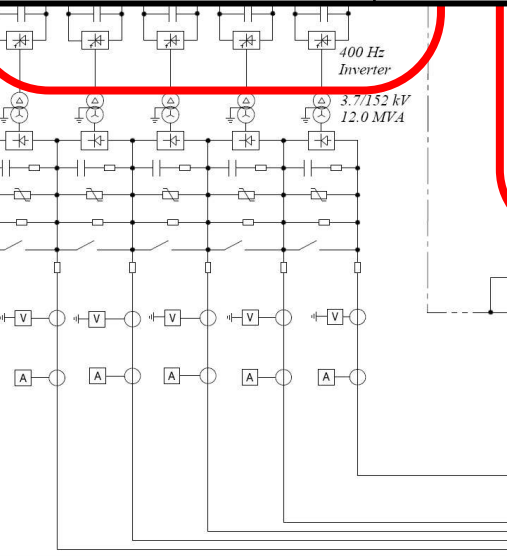 400 Hz
Inverter
3.7/152 kV
12.0 MVA
V V V V V
A A A A A